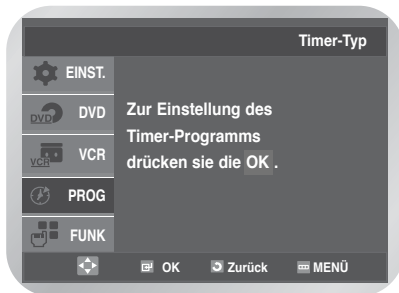 Timer-Typ
EINST.
DVD DVD
VCR VCR
PROG
FUNK
Zur Einstellung des
Timer-Programms
drücken sie die OK .
OK Zurück MENÜ